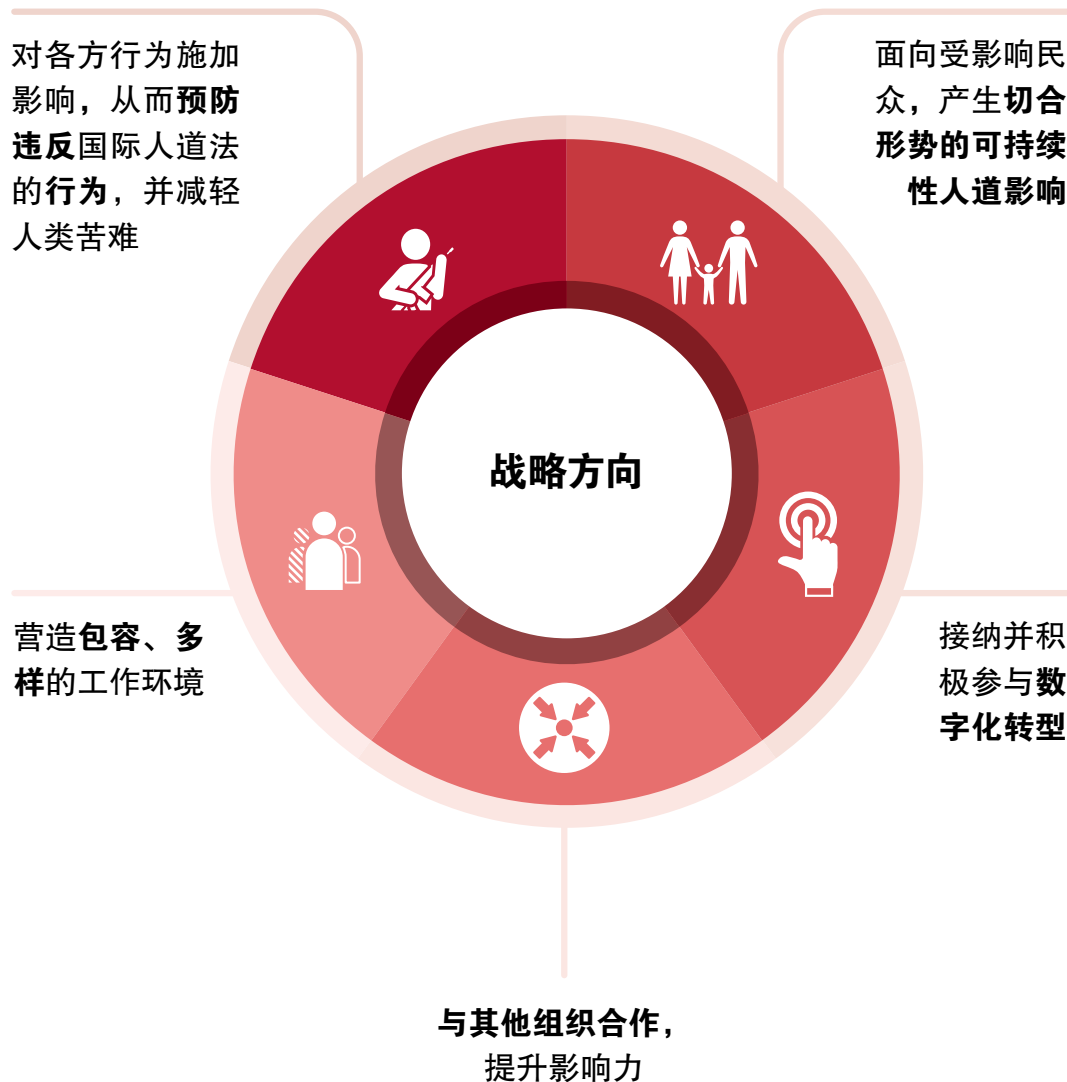 对各方行为施加
影响，从而预防
违反国际人道法
的行为，并减轻
人类苦难
面向受影响民
众，产生切合
形势的可持续
性人道影响
战略方向
营造包容、多
样的工作环境
接纳并积
极参与数
字化转型
与其他组织合作，
提升影响力